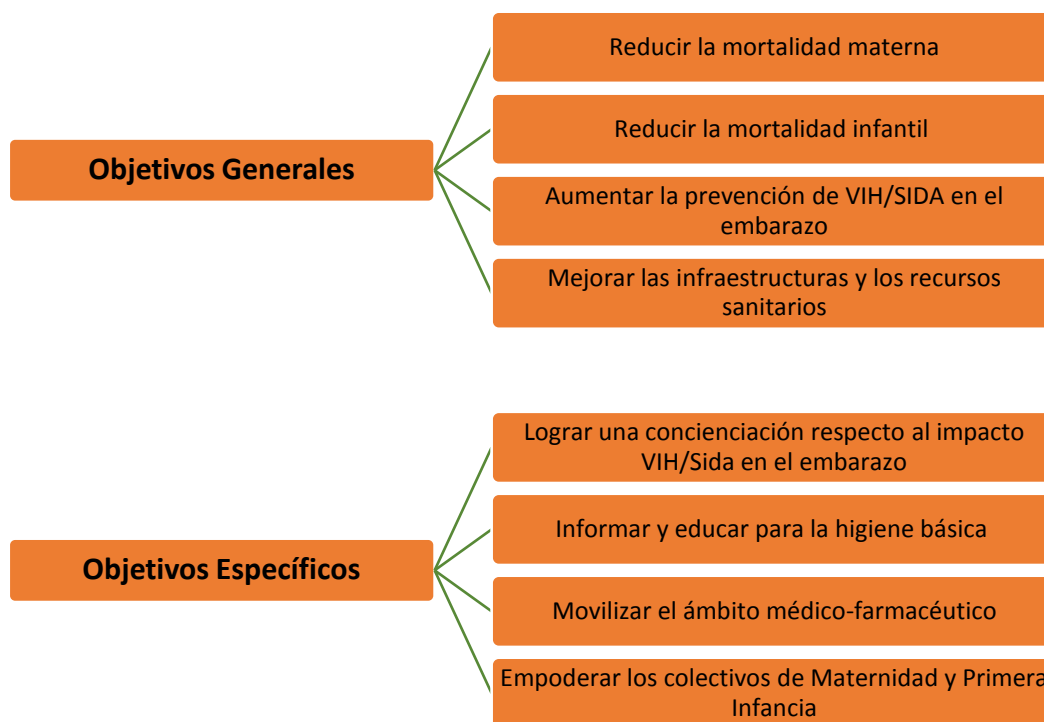 Objetivos Generales
Reducir la mortalidad materna
Reducir la mortalidad infantil
Aumentar la prevención de VIH/SIDA en el
embarazo
Mejorar las infraestructuras y los recursos
sanitarios
Objetivos Específicos
Lograr una concienciación respecto al impacto
VIH/Sida en el embarazo
Informar y educar para la higiene básica
Movilizar el ámbito médico-farmacéutico
Empoderar los colectivos de Maternidad y Primera
Infancia